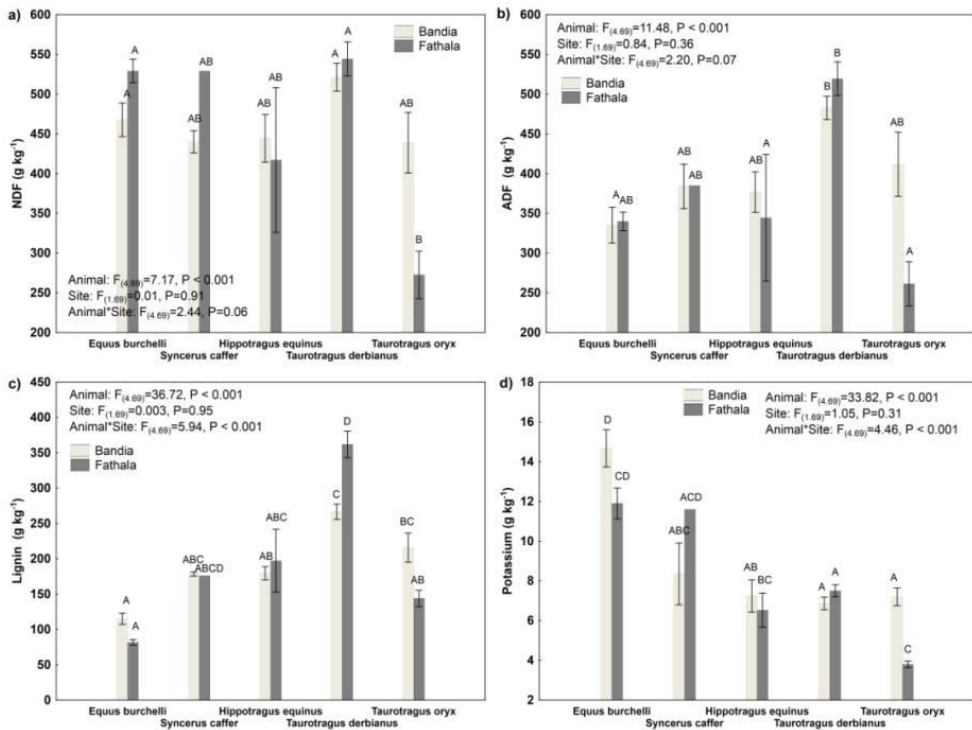 a)
600
550
500
450
400
350
300
250
200
NDF (g kg⁻¹)
Bandia
Fathala
A
A
AB
AB
AB
AB
A
A
AB
B
Animal: F(4.69)=7.17, P < 0.001
Site: F(1.69)=0.01, P=0.91
Animal*Site: F(4.69)=2.44, P=0.06
Equus burchelli
Syncerus caffer
Hippotragus equinus
Taurotragus derbianus
Taurotragus oryx
b)
600
550
500
450
400
350
300
250
200
ADF (g kg⁻¹)
Animal: F(4.69)=11.48, P < 0.001
Site: F(1.69)=0.84, P=0.36
Animal*Site: F(4.69)=2.20, P=0.07
Bandia
Fathala
A
AB
AB
AB
AB
A
B
B
AB
A
Equus burchelli
Syncerus caffer
Hippotragus equinus
Taurotragus derbianus
Taurotragus oryx
c)
450
400
350
300
250
200
150
100
50
0
Lignin (g kg⁻¹)
Animal: F(4.69)=36.72, P < 0.001
Site: F(1.69)=0.003, P=0.95
Animal*Site: F(4.69)=5.94, P < 0.001
Bandia
Fathala
A
A
ABC
ABCD
AB
ABC
C
D
BC
AB
Equus burchelli
Syncerus caffer
Hippotragus equinus
Taurotragus derbianus
Taurotragus oryx
d)
18
16
14
12
10
8
6
4
2
Potassium (g kg⁻¹)
Bandia
Fathala
Animal: F(4.69)=33.82, P < 0.001
Site: F(1.69)=1.05, P=0.31
Animal*Site: F(4.69)=4.46, P < 0.001
D
CD
ABC
ACD
AB
BC
A
A
A
C
Equus burchelli
Syncerus caffer
Hippotragus equinus
Taurotragus derbianus
Taurotragus oryx